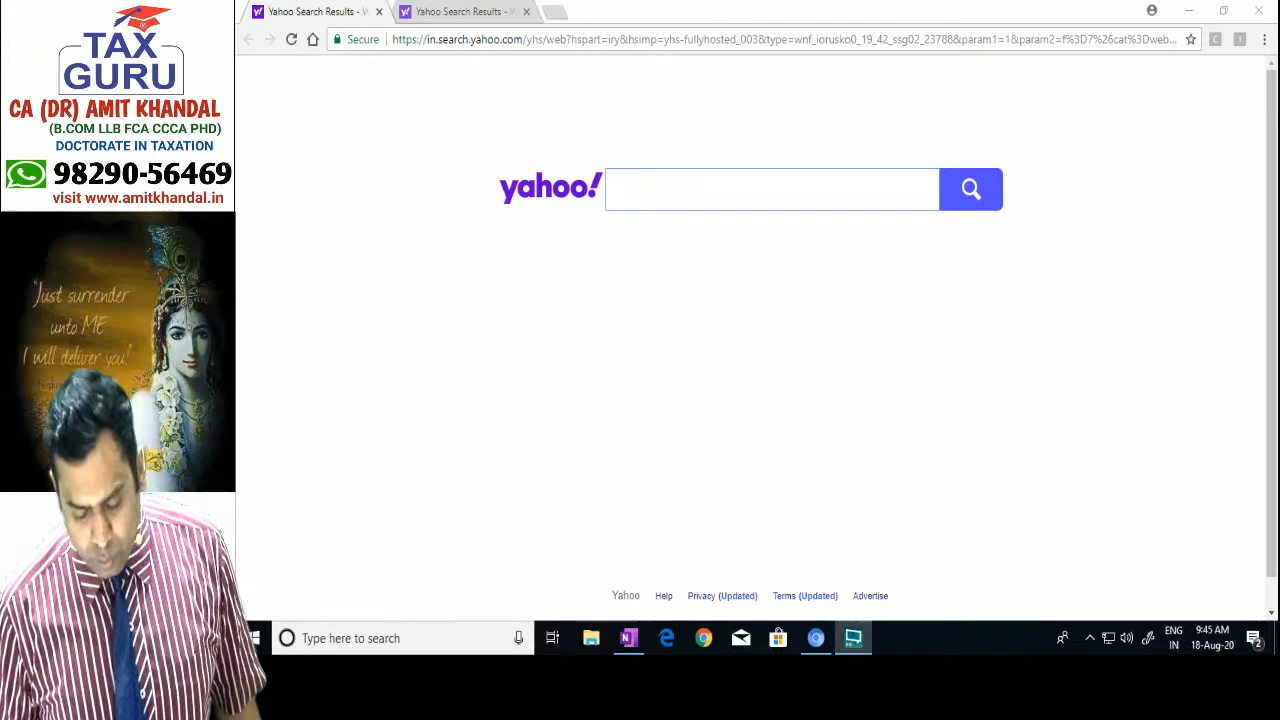 TAX
GURU
CA (DR) AMIT KHANDAL
(B.COM LLB FCA CCCA PHD)
DOCTORATE IN TAXATION
98290-56469
visit www.amitkhandal.in
"Just surrender
unto ME
I will deliver you!"
Yahoo Search Results -
Yahoo Search Results -
Secure
https://in.search.yahoo.com/yhs/web?hspart=iry&hsimp=yhs-fullyhosted_003&type=wnf_iorusk00_19_42_ssg02_23788&param1=1&param2=f%3D7%26cat%3Dweb...
yahoo!
Yahoo Help Privacy (Updated) Terms (Updated) Advertise
Type here to search
ENG
IN
9:45 AM
18-Aug-20
2